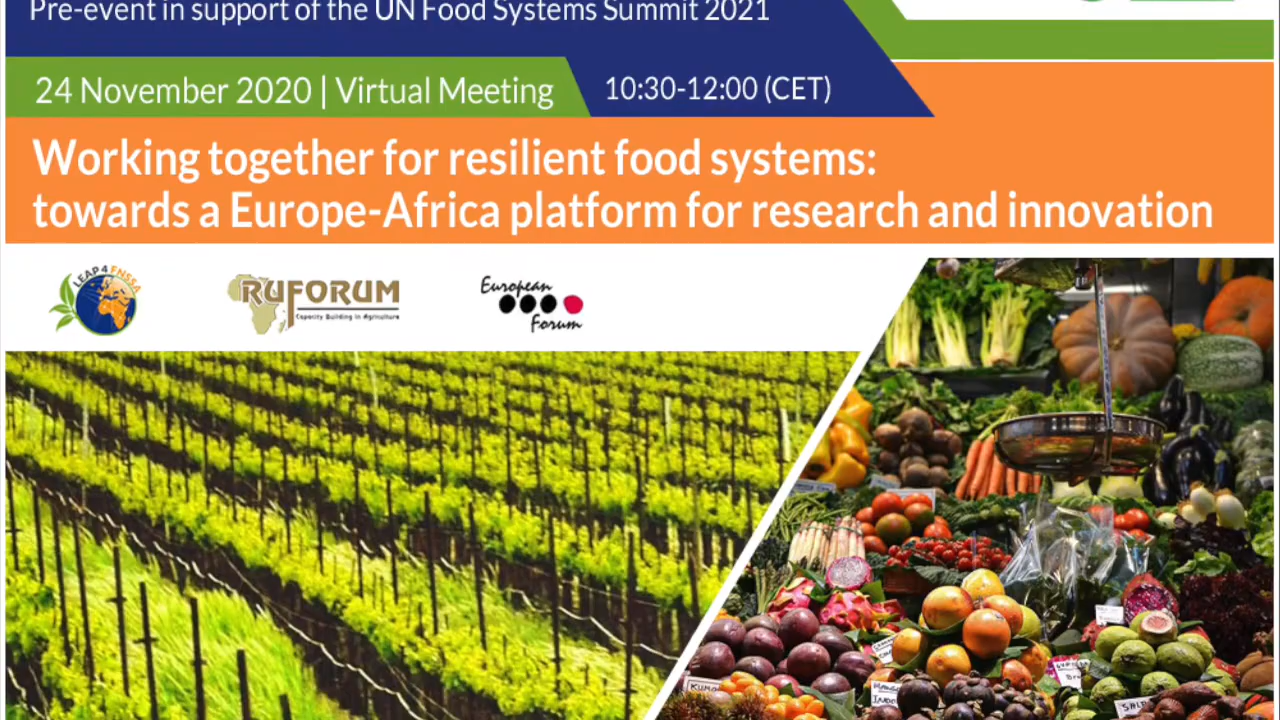 Pre-event in support of the UN Food Systems Summit 2021
24 November 2020 | Virtual Meeting
10:30-12:00 (CET)
Working together for resilient food systems:
towards a Europe-Africa platform for research and innovation
LEAP4FNSSA
RUFORUM
Capacity Building in Agriculture
European
Forum